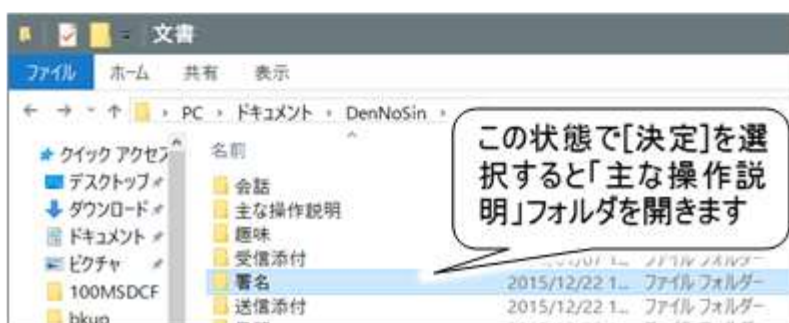 文書
ファイル ホーム 共有 表示
PC › ドキュメント › DenNoSin ›
この状態で[決定]を選
択すると「主な操作説
明」フォルダを開きます
名前
クイック アクセス
デスクトップ
ダウンロード
ドキュメント
ピクチャ
100MSDCF
bkup
会話
主な操作説明
趣味
受信添付
署名 2015/12/22 1... ファイル フォルダー
送信添付 2015/12/22 1... ファイル フォルダー